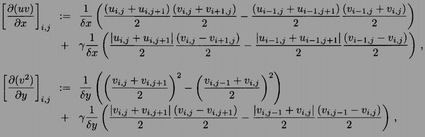 [∂(uv)/∂x]_{i,j} := 1/δx ( (u_{i,j} + u_{i,j+1})/2 (v_{i,j} + v_{i+1,j})/2 − (u_{i-1,j} + u_{i-1,j+1})/2 (v_{i-1,j} + v_{i,j})/2 )
+ γ 1/δx ( |u_{i,j} + u_{i,j+1}|/2 (v_{i,j} − v_{i+1,j})/2 − |u_{i-1,j} + u_{i-1,j+1}|/2 (v_{i-1,j} − v_{i,j})/2 ) ,
[∂(v²)/∂y]_{i,j} := 1/δy ( ( (v_{i,j} + v_{i,j+1})/2 )² − ( (v_{i,j-1} + v_{i,j})/2 )² )
+ γ 1/δy ( |v_{i,j} + v_{i,j+1}|/2 (v_{i,j} − v_{i,j+1})/2 − |v_{i,j-1} + v_{i,j}|/2 (v_{i,j-1} − v_{i,j})/2 ) ,